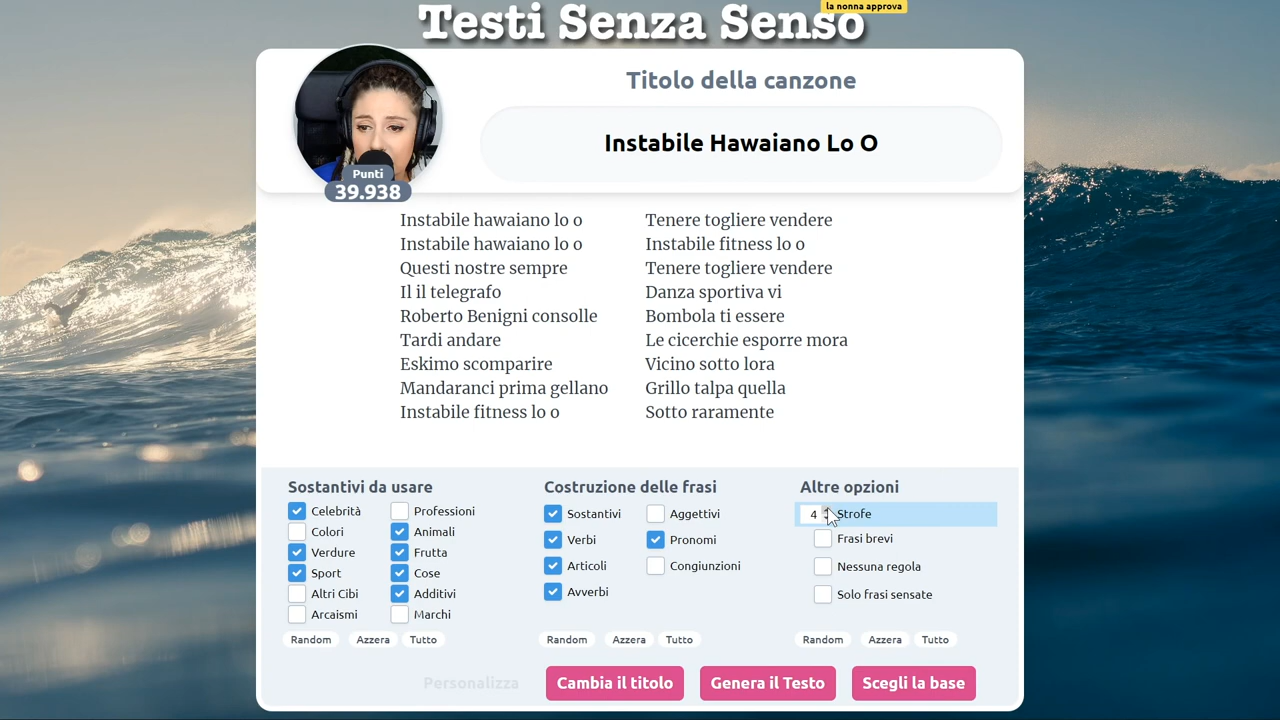 la nonna approva
Testi Senza Senso
Titolo della canzone
Instabile Hawaiano Lo O
Punti
39.938
Instabile hawaiano lo o
Instabile hawaiano lo o
Questi nostre sempre
Il il telegrafo
Roberto Benigni consolle
Tardi andare
Eskimo scomparire
Mandaranci prima gellano
Instabile fitness lo o
Tenere togliere vendere
Instabile fitness lo o
Tenere togliere vendere
Danza sportiva vi
Bombola ti essere
Le cicerchie esporre mora
Vicino sotto lora
Grillo talpa quella
Sotto raramente
Sostantivi da usare
Celebrità
Professioni
Colori
Animali
Verdure
Frutta
Sport
Cose
Altri Cibi
Additivi
Arcaismi
Marchi
Random
Azzera
Tutto
Costruzione delle frasi
Sostantivi
Aggettivi
Verbi
Pronomi
Articoli
Congiunzioni
Avverbi
Random
Azzera
Tutto
Altre opzioni
4 Strofe
Frasi brevi
Nessuna regola
Solo frasi sensate
Random
Azzera
Tutto
Personalizza
Cambia il titolo
Genera il Testo
Scegli la base